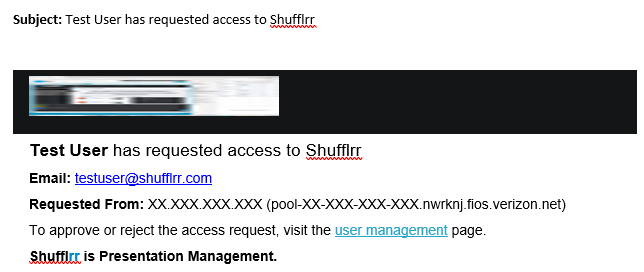 Subject: Test User has requested access to Shufflrr
Test User has requested access to Shufflrr
Email: testuser@shufflrr.com
Requested From: XX.XXX.XXX.XXX (pool-XX-XXX-XXX-XXX.nwrknj.fios.verizon.net)
To approve or reject the access request, visit the user management page.
Shufflrr is Presentation Management.